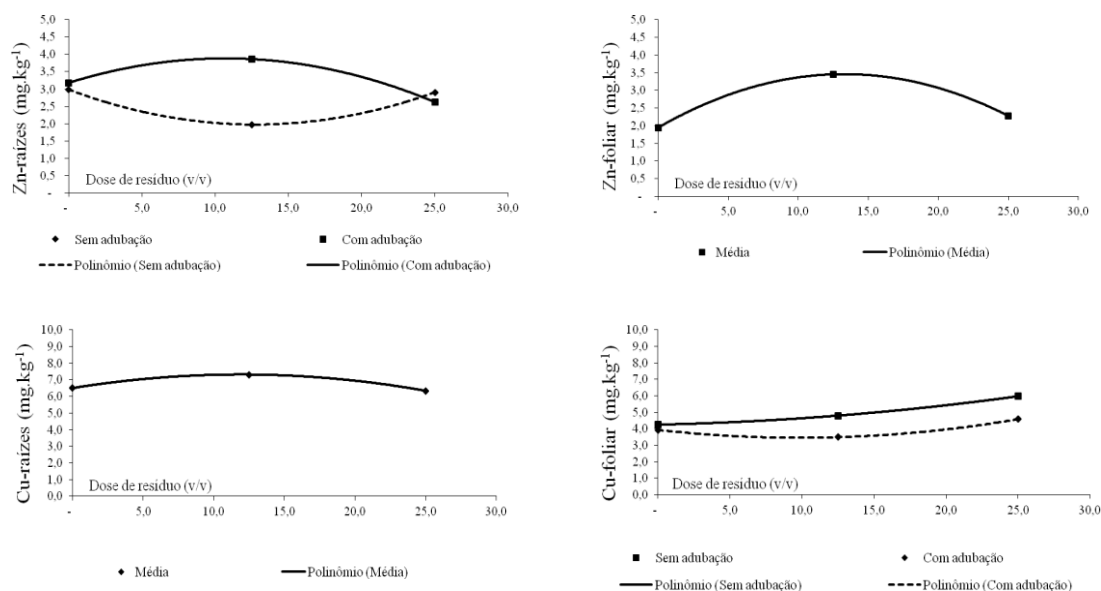 5,0
4,5
4,0
3,5
3,0
2,5
2,0
1,5
1,0
0,5
-
Zn-raízes (mg.kg-1)
Dose de resíduo (v/v)
- 5,0 10,0 15,0 20,0 25,0 30,0
Sem adubação Com adubação
Polinômio (Sem adubação) Polinômio (Com adubação)
5,0
4,5
4,0
3,5
3,0
2,5
2,0
1,5
1,0
0,5
-
Zn-foliar (mg.kg-1)
Dose de resíduo (v/v)
- 5,0 10,0 15,0 20,0 25,0 30,0
Média Polinômio (Média)
10,0
9,0
8,0
7,0
6,0
5,0
4,0
3,0
2,0
1,0
0,0
Cu-raízes (mg.kg-1)
Dose de resíduo (v/v)
- 5,0 10,0 15,0 20,0 25,0 30,0
Média Polinômio (Média)
10,0
9,0
8,0
7,0
6,0
5,0
4,0
3,0
2,0
1,0
0,0
Cu-foliar (mg.kg-1)
Dose de resíduo (v/v)
- 5,0 10,0 15,0 20,0 25,0 30,0
Sem adubação Com adubação
Polinômio (Sem adubação) Polinômio (Com adubação)